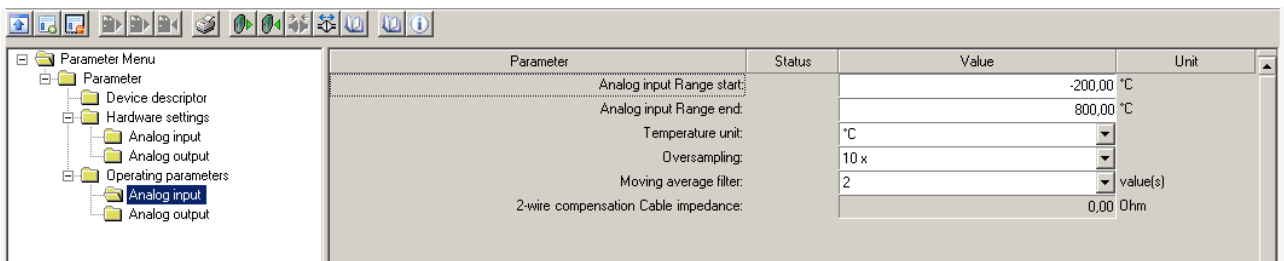 Parameter Menu
Parameter
Device descriptor
Hardware settings
Analog input
Analog output
Operating parameters
Analog input
Analog output
Parameter Status Value Unit
Analog input Range start: -200,00 °C
Analog input Range end: 800,00 °C
Temperature unit: °C
Oversampling: 10 x
Moving average filter: 2 value(s)
2-wire compensation Cable impedance: 0,00 Ohm